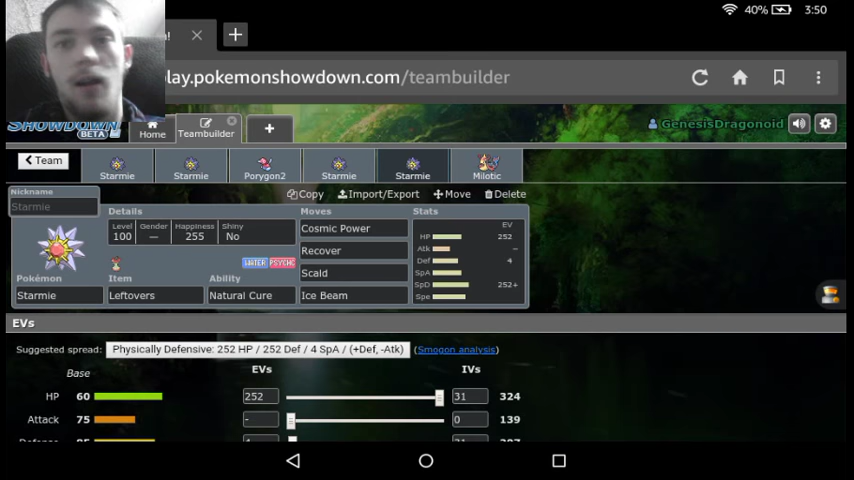 40% 3:50
lay.pokemonshowdown.com/teambuilder
SHOWDOWN
BETA
Home
Teambuilder
GenesisDragonoid
Team
Starmie
Starmie
Porygon2
Starmie
Starmie
Milotic
Copy Import/Export Move Delete
Nickname
Starmie
Details
Level Gender Happiness Shiny
100 — 255 No
WATER PSYCHC
Pokémon Item Ability
Starmie Leftovers Natural Cure
Moves
Cosmic Power
Recover
Scald
Ice Beam
Stats
EV
HP 252
Atk –
Def 4
SpA
SpD 252+
Spe
EVs
Suggested spread: Physically Defensive: 252 HP / 252 Def / 4 SpA / (+Def, -Atk) (Smogon analysis)
Base EVs IVs
HP 60 252 31 324
Attack 75 - 0 139